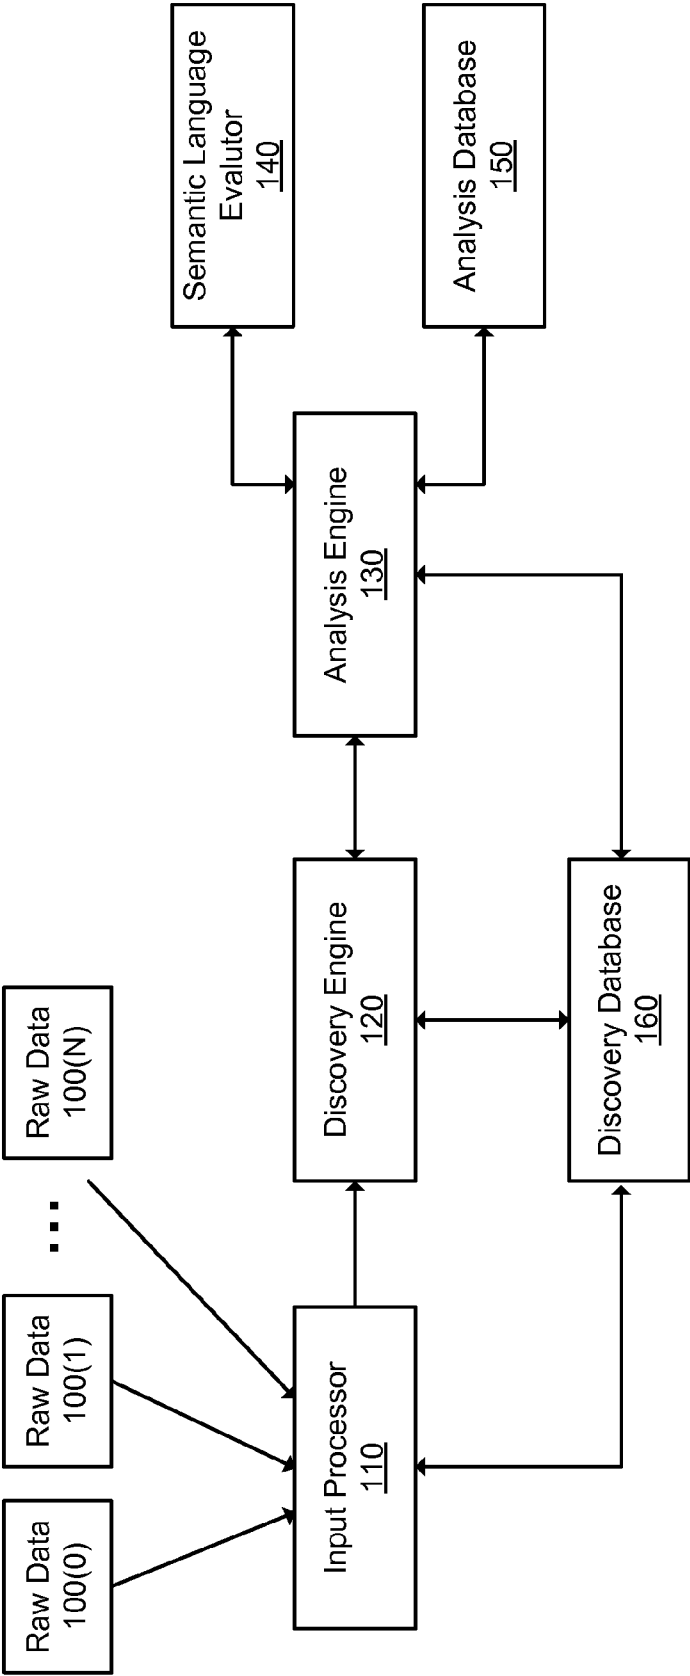 Raw Data
100(0)
Raw Data
100(1)
...
Raw Data
100(N)
Semantic Language
Evalutor
140
Input Processor
110
Discovery Engine
120
Analysis Engine
130
Analysis Database
150
Discovery Database
160